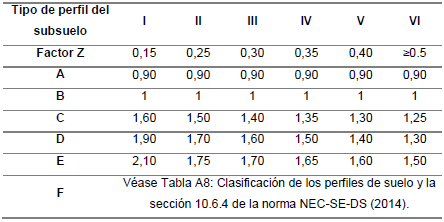 Tipo de perfil del subsuelo I II III IV V VI
Factor Z 0,15 0,25 0,30 0,35 0,40 ≥0.5
A 0,90 0,90 0,90 0,90 0,90 0,90
B 1 1 1 1 1 1
C 1,60 1,50 1,40 1,35 1,30 1,25
D 1,90 1,70 1,60 1,50 1,40 1,30
E 2,10 1,75 1,70 1,65 1,60 1,50
F Véase Tabla A8: Clasificación de los perfiles de suelo y la
sección 10.6.4 de la norma NEC-SE-DS (2014).